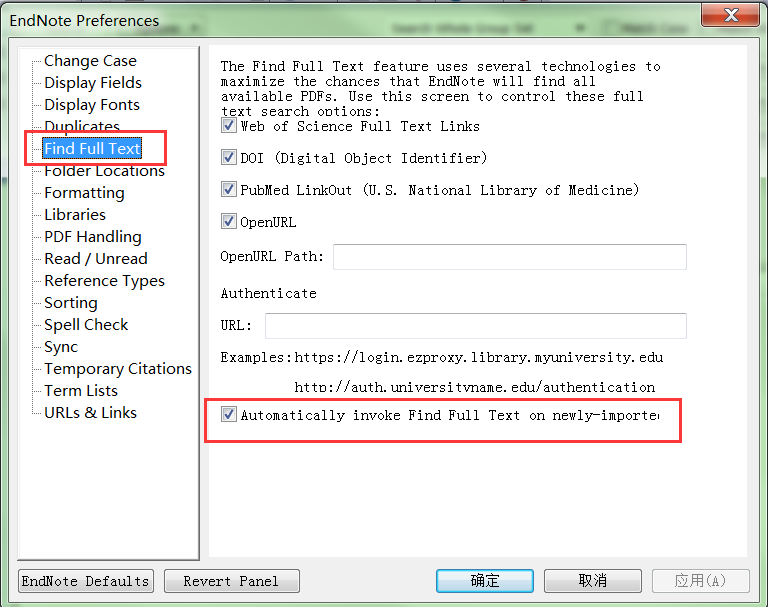 EndNote Preferences
Change Case
Display Fields
Display Fonts
Duplicates
Find Full Text
Folder Locations
Formatting
Libraries
PDF Handling
Read / Unread
Reference Types
Sorting
Spell Check
Sync
Temporary Citations
Term Lists
URLs & Links
The Find Full Text feature uses several technologies to
maximize the chances that EndNote will find all
available PDFs. Use this screen to control these full
text search options:
Web of Science Full Text Links
DOI (Digital Object Identifier)
PubMed LinkOut (U.S. National Library of Medicine)
OpenURL
OpenURL Path:
Authenticate
URL:
Examples:https://login.ezproxy.library.myuniversity.edu
http://auth.universityname.edu/authentication
Automatically invoke Find Full Text on newly-imported
EndNote Defaults
Revert Panel
确定
取消
应用(A)